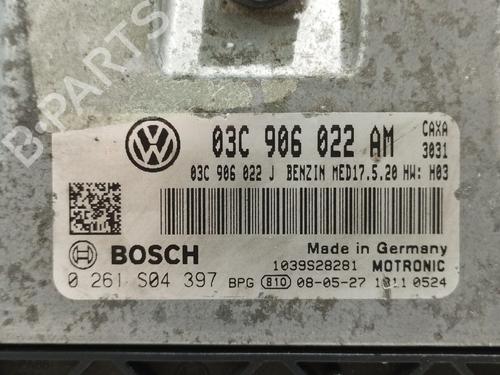 B-PARTS
03C 906 022 AM CAXA
3031
03C 906 022 J BENZIN MED17.5.20 HW: H03
BOSCH
Made in Germany
1039S28281 MOTRONIC
0 261 S04 397 BPG 810 08-05-27 1811 0524